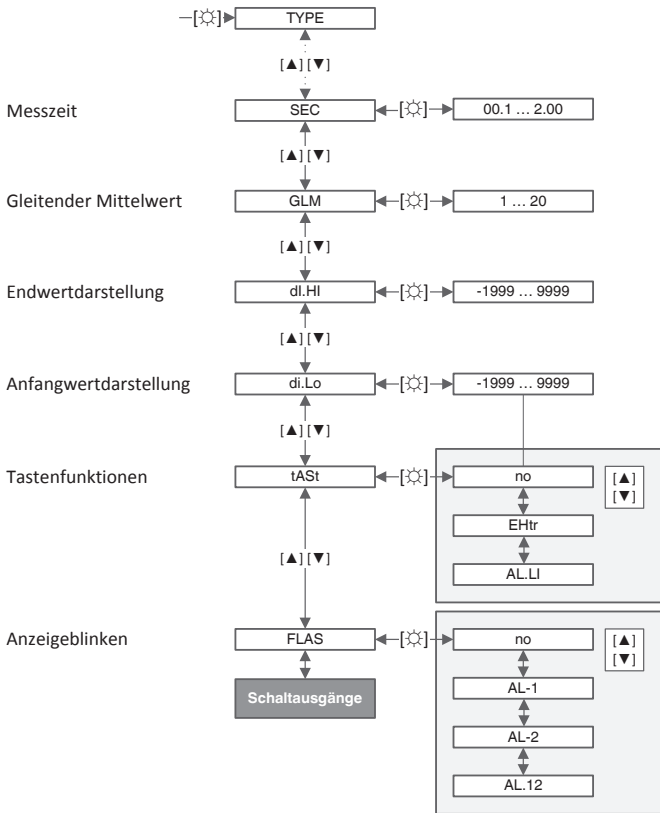 [☼] TYPE
[▲] [▼]
Messzeit SEC [☼] 00.1 ... 2.00
[▲] [▼]
Gleitender Mittelwert GLM [☼] 1 ... 20
[▲] [▼]
Endwertdarstellung dI.HI [☼] -1999 ... 9999
[▲] [▼]
Anfangwertdarstellung di.Lo [☼] -1999 ... 9999
[▲] [▼]
Tastenfunktionen tASt [☼] no [▲]
[▼]
EHtr
AL.LI
[▲] [▼]
Anzeigeblinken FLAS [☼] no [▲]
[▼]
Schaltausgänge AL-1
AL-2
AL.12